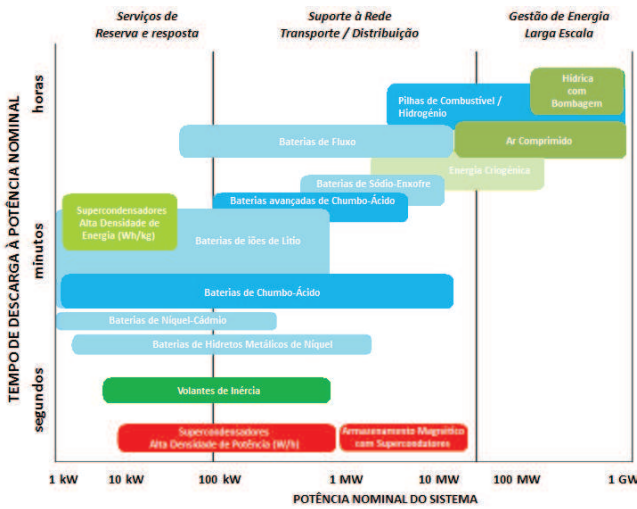 Serviços de
Reserva e resposta
Suporte à Rede
Transporte / Distribuição
Gestão de Energia
Larga Escala
TEMPO DE DESCARGA À POTÊNCIA NOMINAL
horas
minutos
segundos
Hídrica
com
Bombagem
Pilhas de Combustível /
Hidrogénio
Baterias de Fluxo
Ar Comprimido
Energia Criogénica
Baterias de Sódio-Enxofre
Baterias avançadas de Chumbo-Ácido
Supercondensadores
Alta Densidade de
Energia (Wh/kg)
Baterias de iões de Lítio
Baterias de Chumbo-Ácido
Baterias de Níquel-Cádmio
Baterias de Hidretos Metálicos de Níquel
Volantes de Inércia
Supercondensadores
Alta Densidade de Potência (W/h)
Armazenamento Magnético
com Supercondutores
1 kW
10 kW
100 kW
1 MW
10 MW
100 MW
1 GW
POTÊNCIA NOMINAL DO SISTEMA